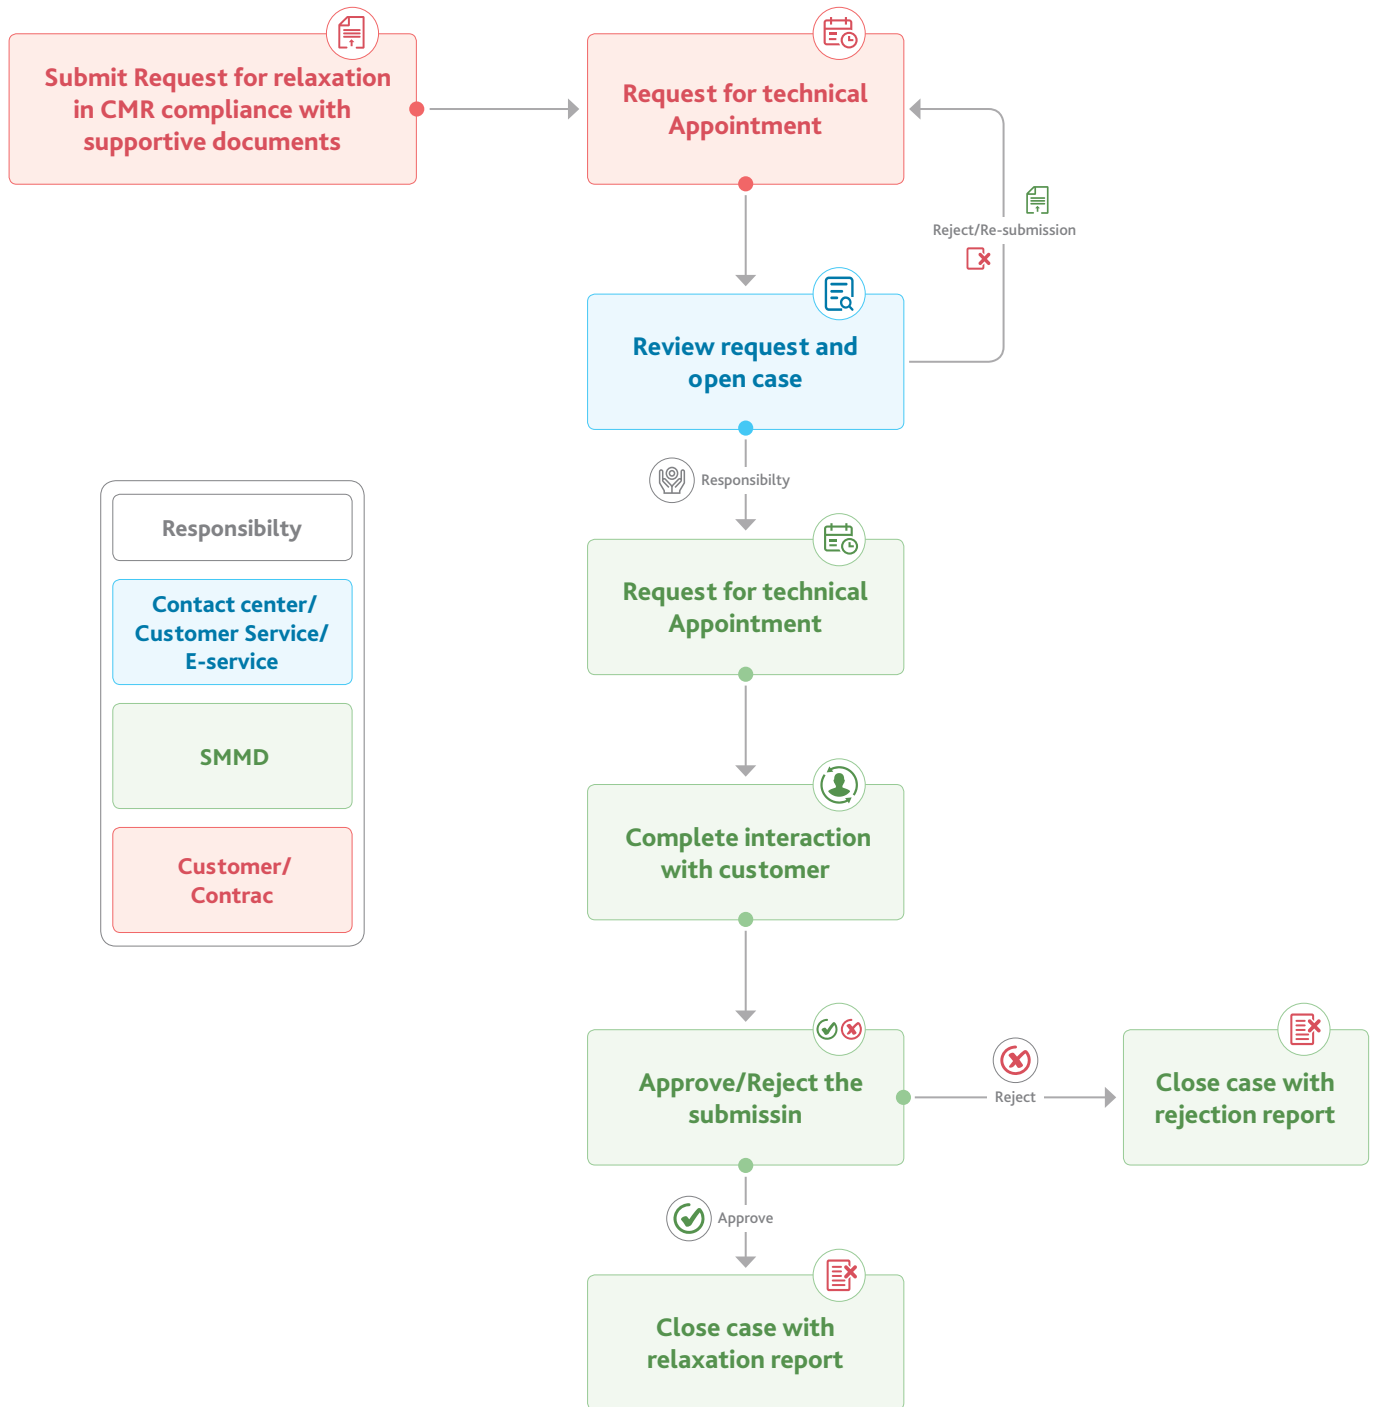 Submit Request for relaxation
in CMR compliance with
supportive documents
Request for technical
Appointment
Reject/Re-submission
Review request and
open case
Responsibilty
Request for technical
Appointment
Responsibilty
Contact center/
Customer Service/
E-service
SMMD
Customer/
Contrac
Complete interaction
with customer
Approve/Reject the
submissin
Reject
Close case with
rejection report
Approve
Close case with
relaxation report